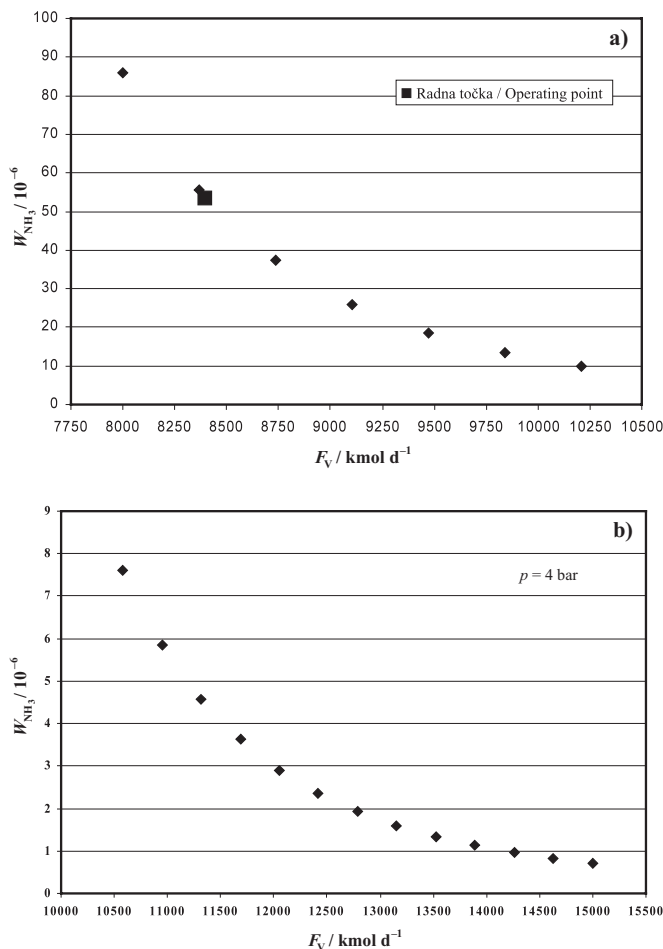 a)
100
90
80
70
60
50
40
30
20
10
0
W_NH₃ / 10⁻⁶
Radna točka / Operating point
7750 8000 8250 8500 8750 9000 9250 9500 9750 10000 10250 10500
F_V / kmol d⁻¹
b)
9
8
7
6
5
4
3
2
1
0
W_NH₃ / 10⁻⁶
p = 4 bar
10000 10500 11000 11500 12000 12500 13000 13500 14000 14500 15000 15500
F_V / kmol d⁻¹